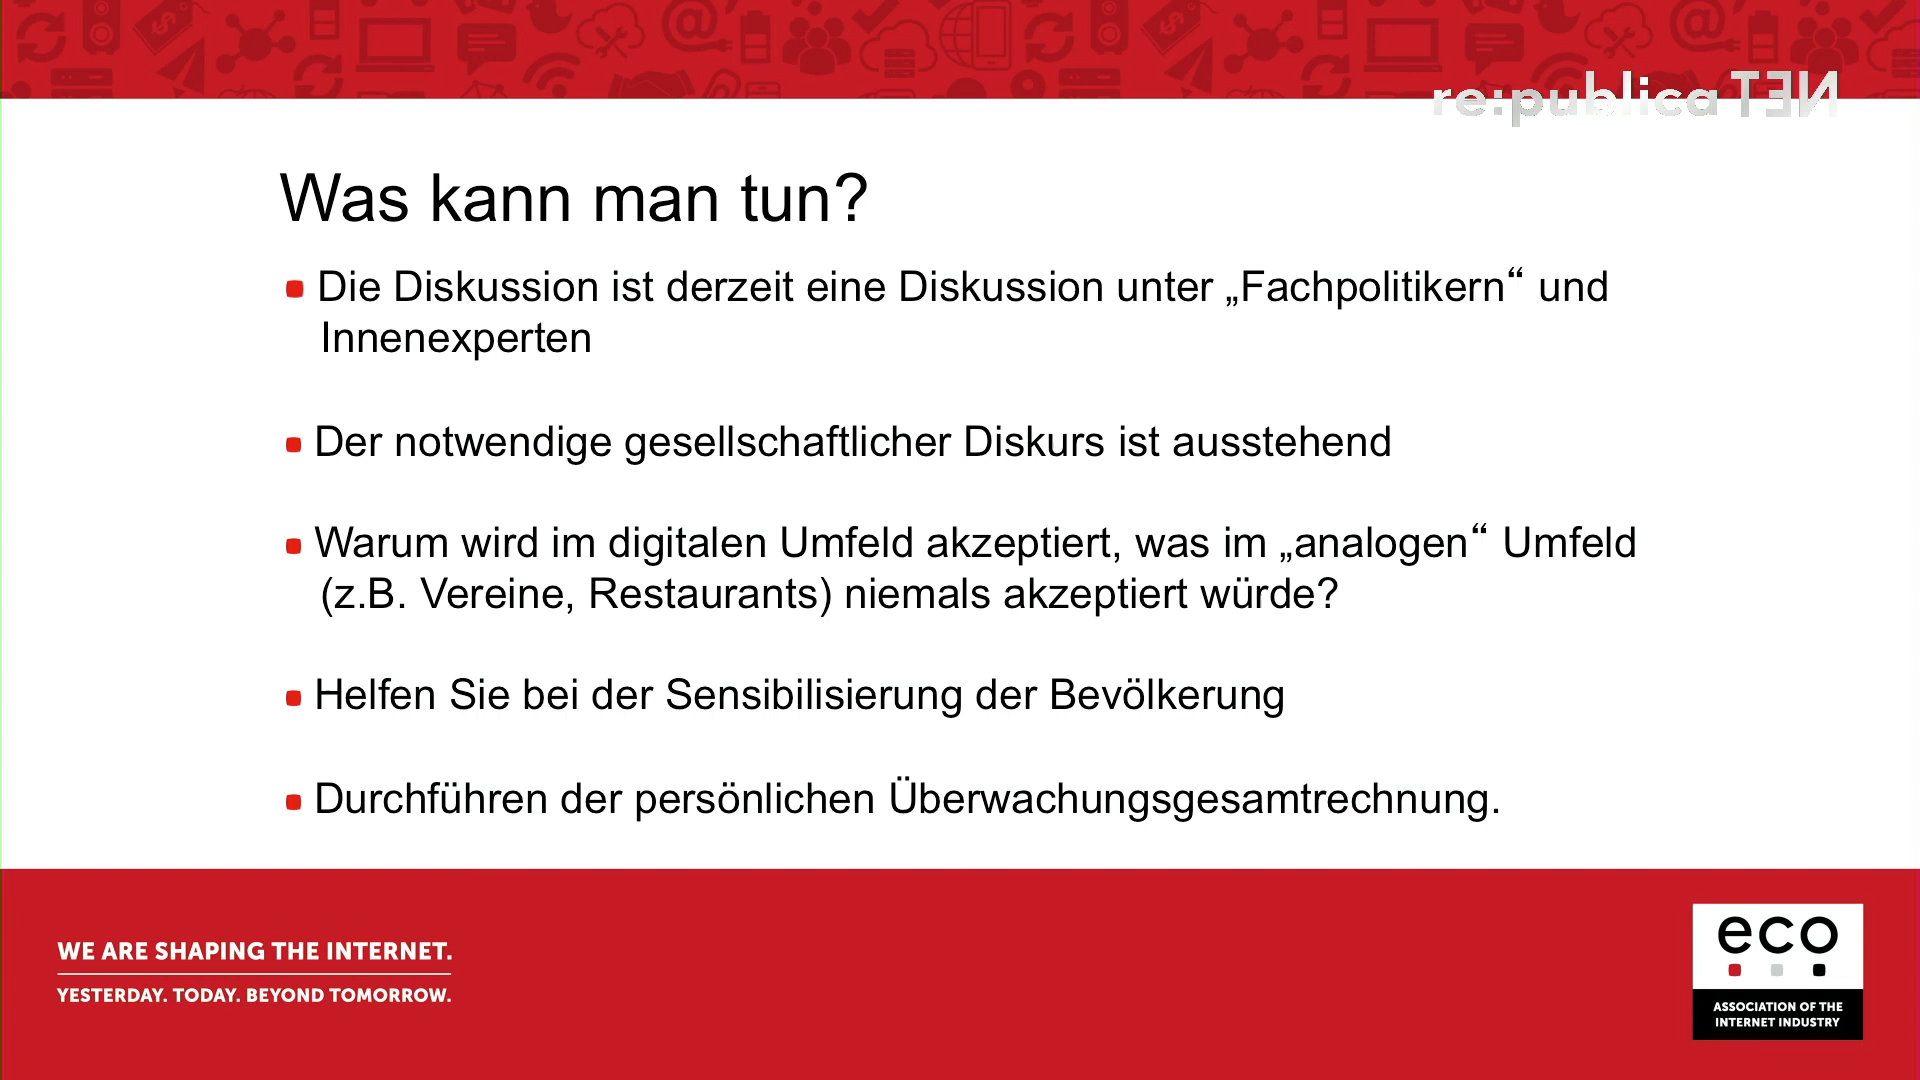 re:publica TEN
Was kann man tun?
Die Diskussion ist derzeit eine Diskussion unter „Fachpolitikern“ und
Innenexperten
Der notwendige gesellschaftlicher Diskurs ist ausstehend
Warum wird im digitalen Umfeld akzeptiert, was im „analogen“ Umfeld
(z.B. Vereine, Restaurants) niemals akzeptiert würde?
Helfen Sie bei der Sensibilisierung der Bevölkerung
Durchführen der persönlichen Überwachungsgesamtrechnung.
WE ARE SHAPING THE INTERNET.
YESTERDAY. TODAY. BEYOND TOMORROW.
eco
ASSOCIATION OF THE
INTERNET INDUSTRY